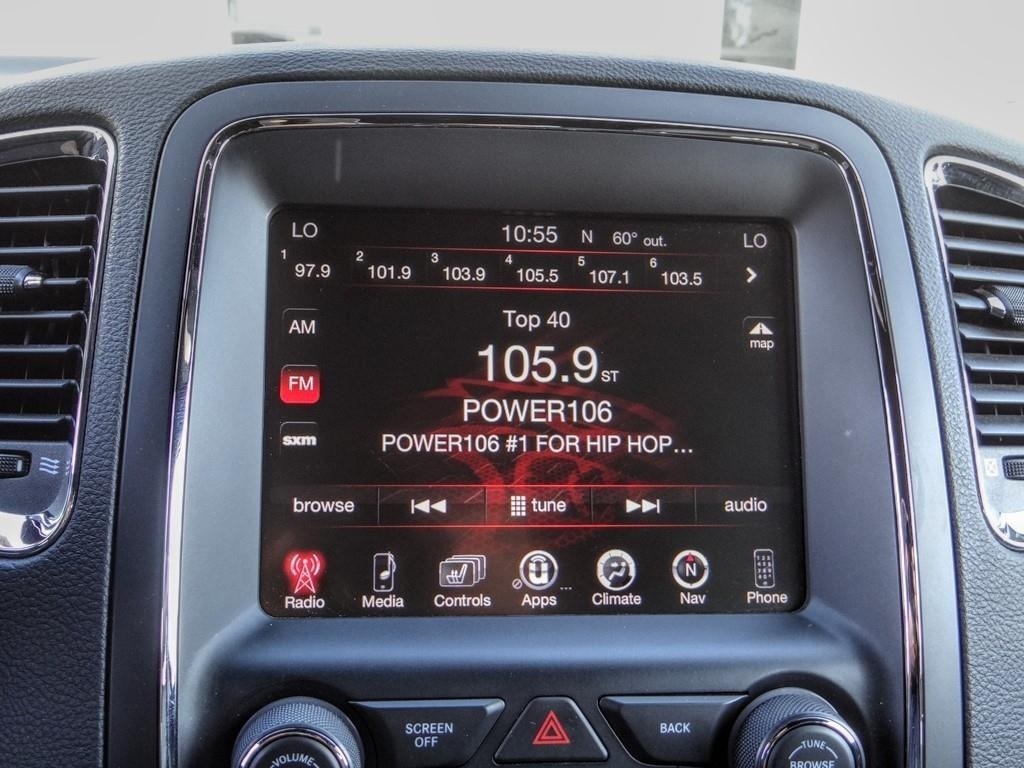 LO 10:55 N 60° out. LO
1 97.9 2 101.9 3 103.9 4 105.5 5 107.1 6 103.5
AM Top 40 map
FM 105.9 ST
POWER106
sxm POWER106 #1 FOR HIP HOP...
browse tune audio
Radio Media Controls Apps ... Climate N Nav Phone
SCREEN OFF BACK
VOLUME TUNE
BROWSE